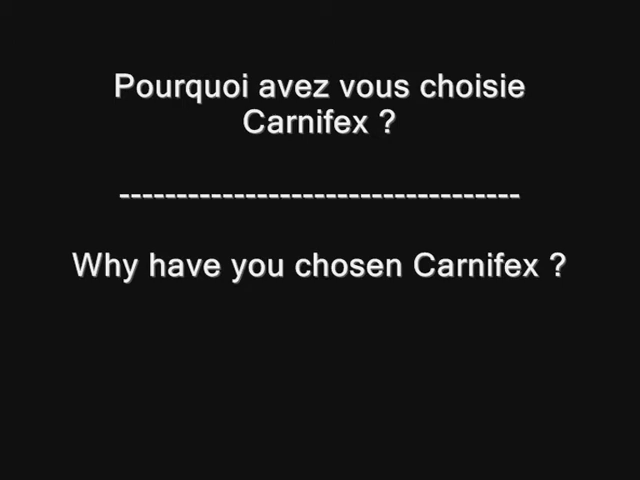 Pourquoi avez vous choisie
Carnifex ?
-----------------------------------
Why have you chosen Carnifex ?